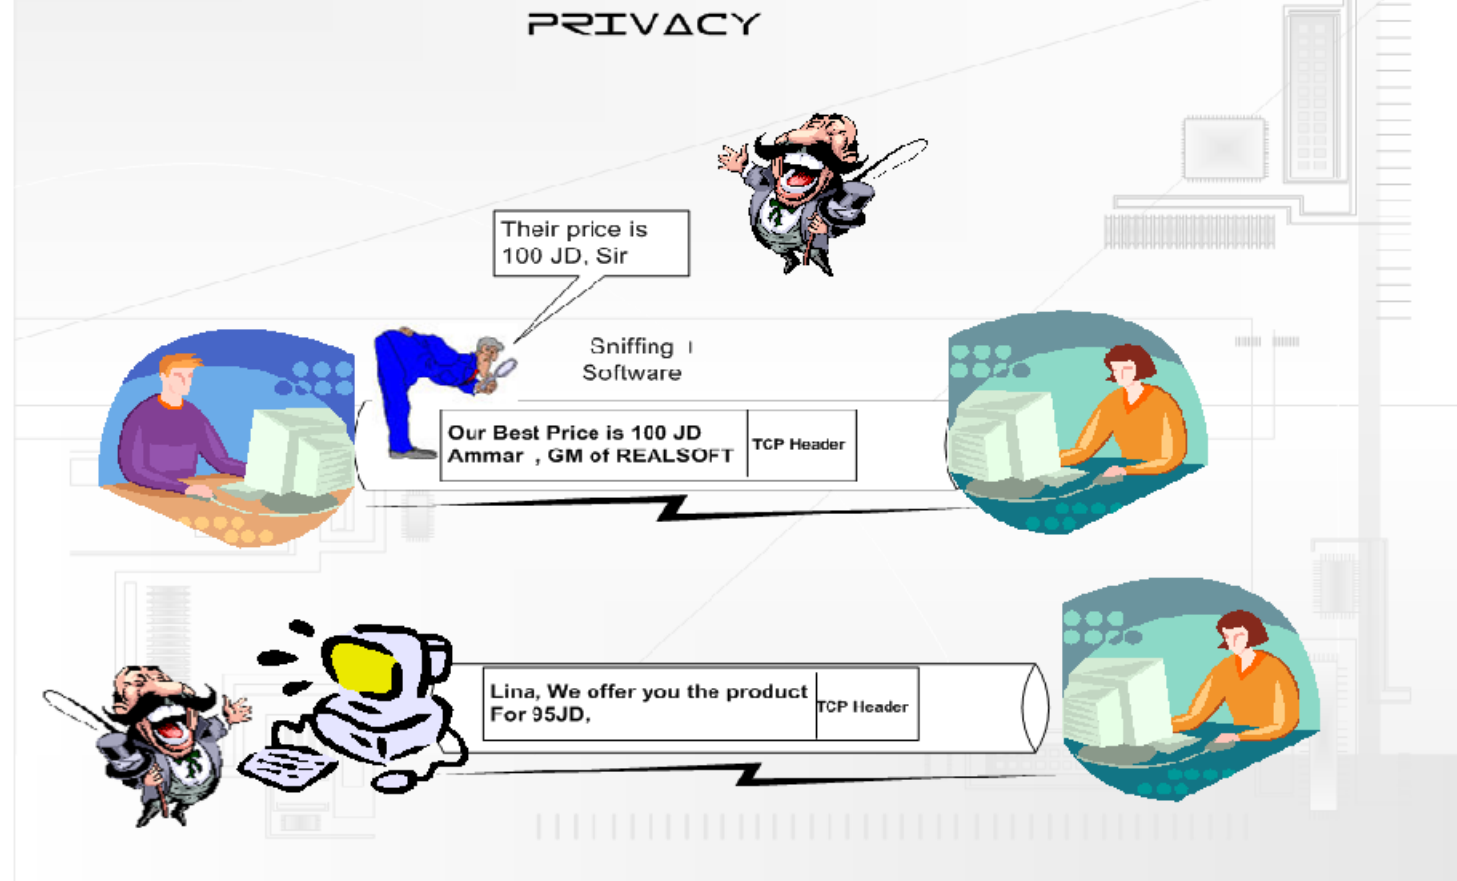 PRIVACY
Their price is
100 JD, Sir
Sniffing
Software
Our Best Price is 100 JD
Ammar , GM of REALSOFT
TCP Header
Lina, We offer you the product
For 95JD,
TCP Header